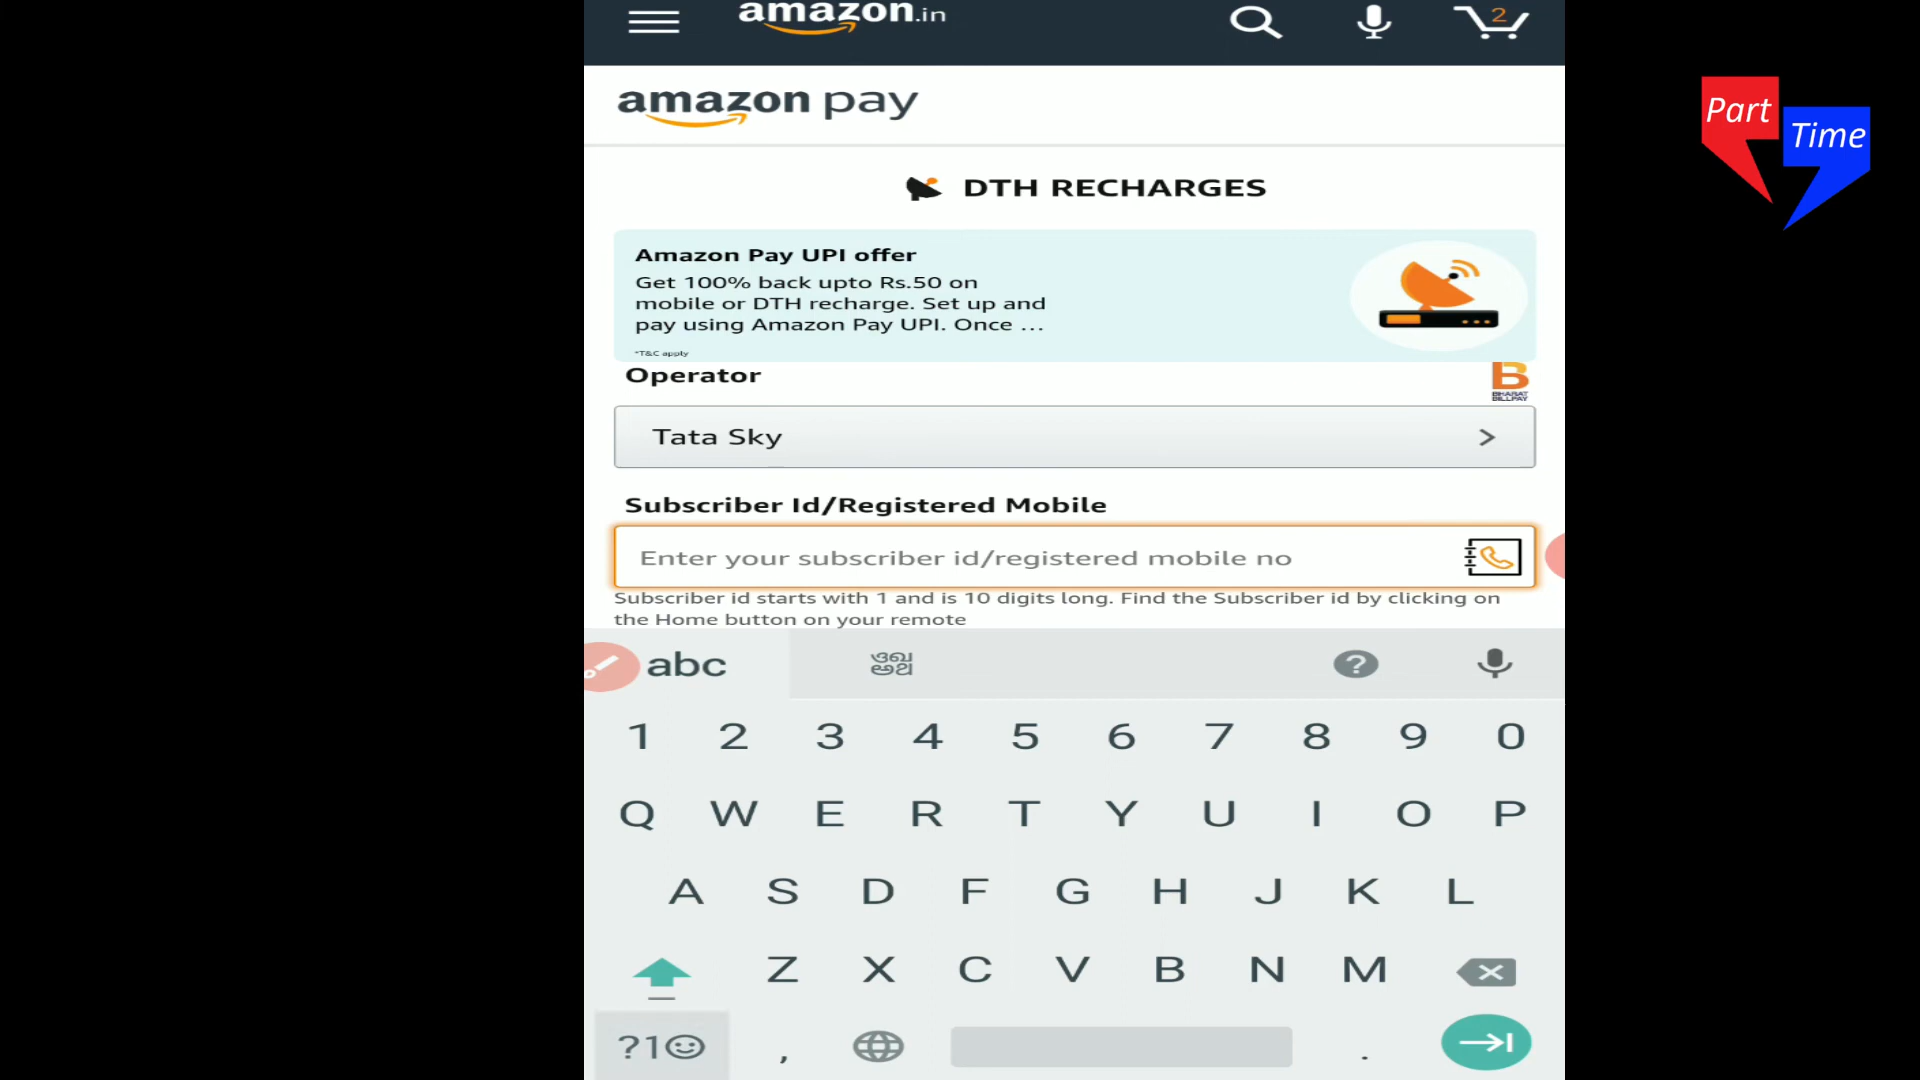 amazon.in
2
amazon pay
DTH RECHARGES
Amazon Pay UPI offer
Get 100% back upto Rs.50 on
mobile or DTH recharge. Set up and
pay using Amazon Pay UPI. Once ...
*T&C apply
Operator
B
BHARAT
BILLPAY
Tata Sky
Subscriber Id/Registered Mobile
Enter your subscriber id/registered mobile no
Subscriber id starts with 1 and is 10 digits long. Find the Subscriber id by clicking on
the Home button on your remote
abc
?
1 2 3 4 5 6 7 8 9 0
Q W E R T Y U I O P
A S D F G H J K L
Z X C V B N M
?1 , .
Part
Time